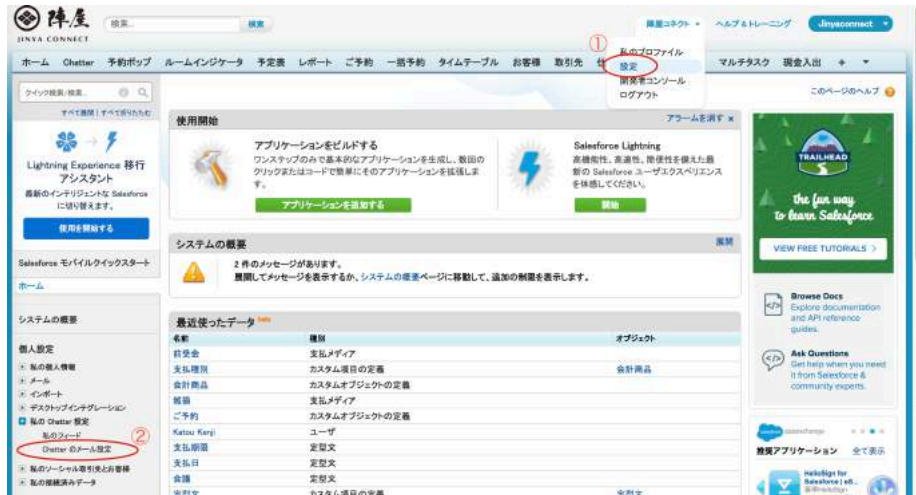 陣屋
JINYA CONNECT
検索...
検索
陣屋コネクト
ヘルプ＆トレーニング
Jinyaconnect
①
私のプロファイル
設定
開発者コンソール
ログアウト
ホーム Chatter 予約ポップ ルームインジケータ 予定表 レポート ご予約 一括予約 タイムテーブル お客様 取引先 マルチタスク 現金入出 +
クイック検索/検索...
すべて展開 | すべて折りたたむ
Lightning Experience 移行
アシスタント
最新のインテリジェントな Salesforce
に切り替えます。
使用を開始する
Salesforce モバイルクイックスタート
ホーム
システムの概要
個人設定
私の個人情報
メール
インポート
デスクトップインテグレーション
私の Chatter 設定
私のフィード
②
Chatter のメール設定
私のソーシャル取引先とお客様
私の接続済みデータ
このページのヘルプ
使用開始
アラームを消す ×
アプリケーションをビルドする
ワンステップのみで基本的なアプリケーションを生成し、数回の
クリックまたはコードで簡単にそのアプリケーションを拡張しま
す。
アプリケーションを追加する
Salesforce Lightning
高機能性、高速性、簡便性を備えた最
新の Salesforce ユーザエクスペリエンス
を体感してください。
開始
システムの概要
展開
2 件のメッセージがあります。
展開してメッセージを表示するか、システムの概要ページに移動して、追加の制限を表示します。
最近使ったデータ beta
名前 種別 オブジェクト
前受金 支払メディア
支払種別 カスタム項目の定義 会計商品
会計商品 カスタムオブジェクトの定義
支払メディア
ご予約 カスタムオブジェクトの定義
Katou Kenji ユーザ
支払期限 定型文
支払日 定型文
会議 定型文
定型文 カスタム項目の定義 定型文
TRAILHEAD
the fun way
to learn Salesforce
VIEW FREE TUTORIALS >
Browse Docs
Explore documentation
and API reference
guides.
Ask Questions
Get help when you need
it from Salesforce &
community experts.
appexchange
推奨アプリケーション 全て表示
HelloSign for
Salesforce | eS...